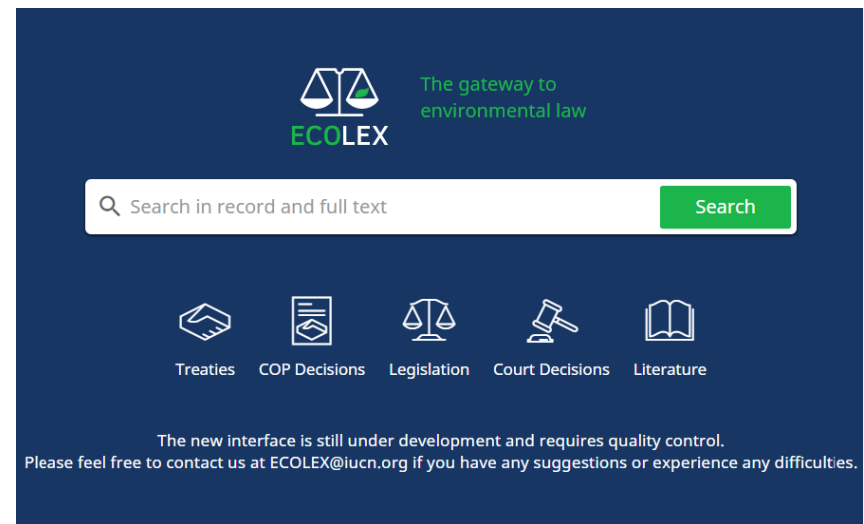 The gateway to
environmental law
ECOLEX
Search in record and full text
Search
Treaties
COP Decisions
Legislation
Court Decisions
Literature
The new interface is still under development and requires quality control.
Please feel free to contact us at ECOLEX@iucn.org if you have any suggestions or experience any difficulties.